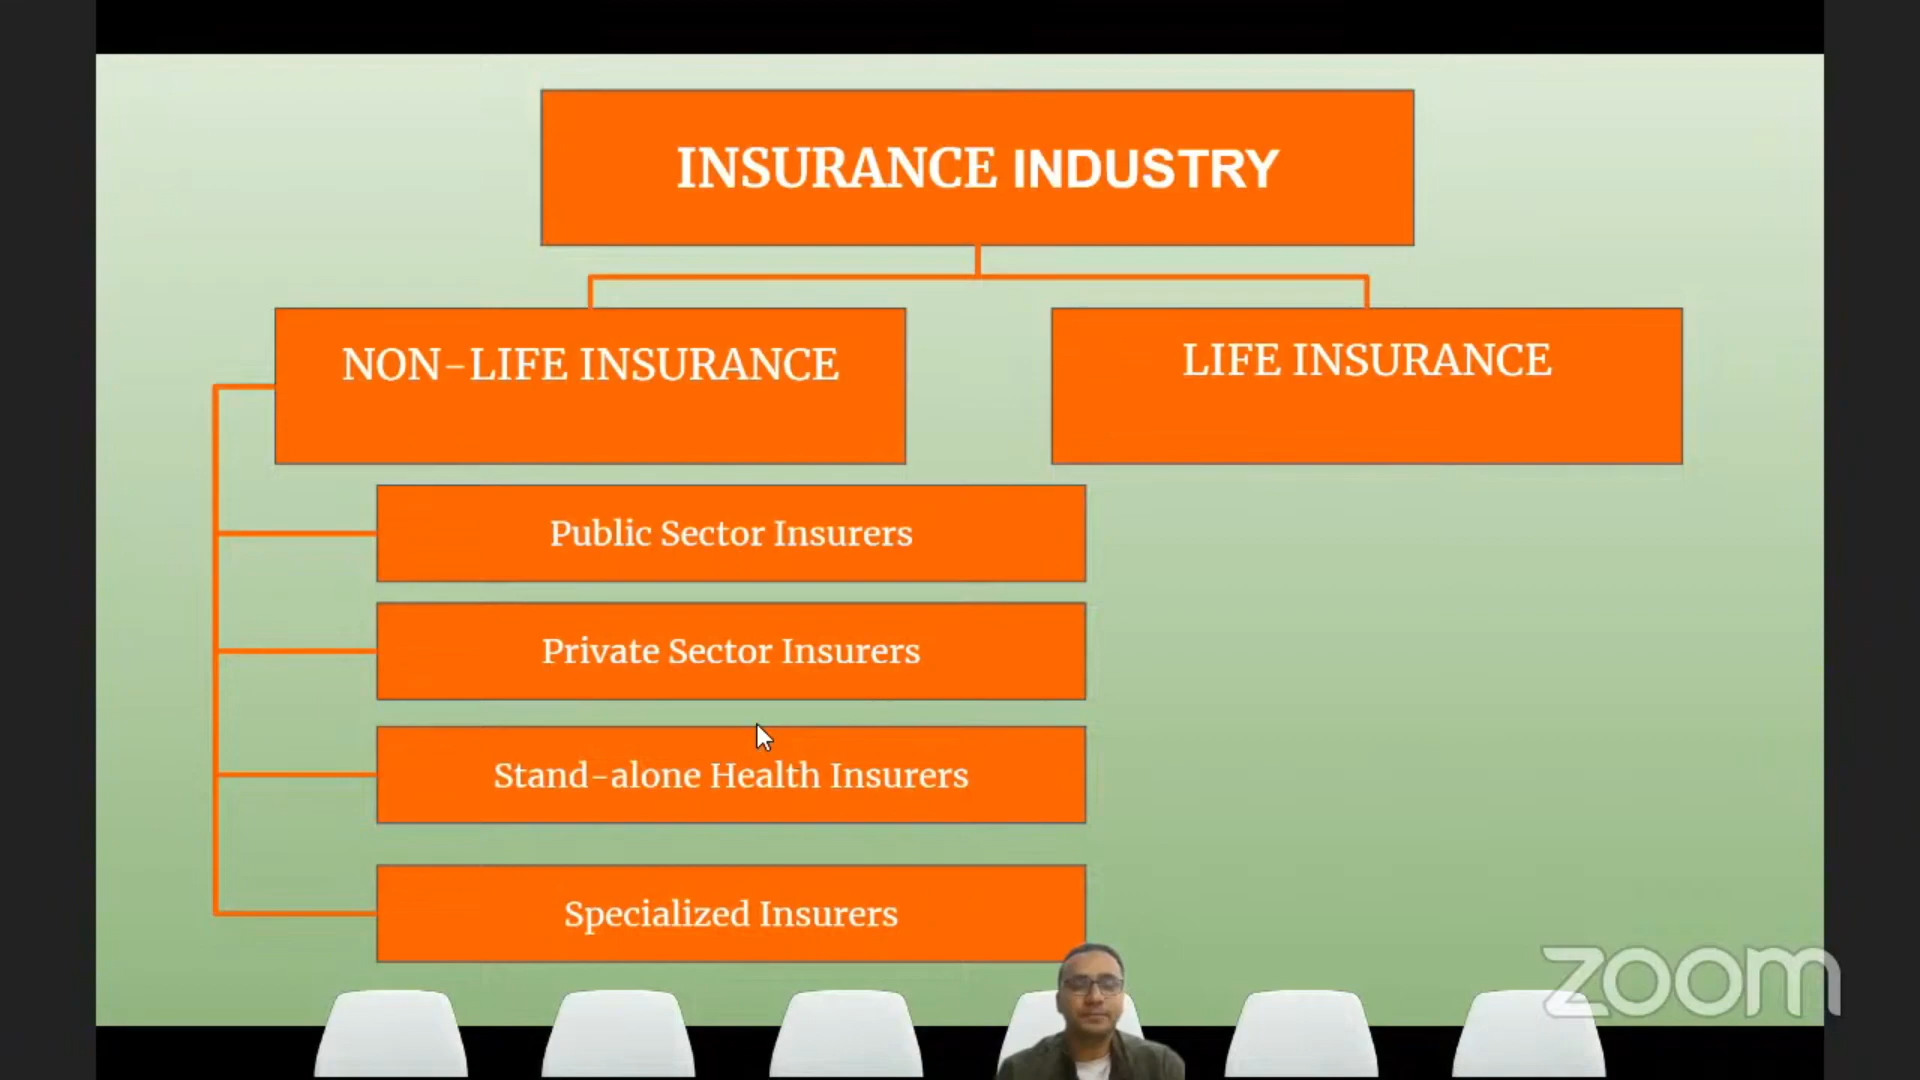 INSURANCE INDUSTRY
NON-LIFE INSURANCE
LIFE INSURANCE
Public Sector Insurers
Private Sector Insurers
Stand-alone Health Insurers
Specialized Insurers
zoom